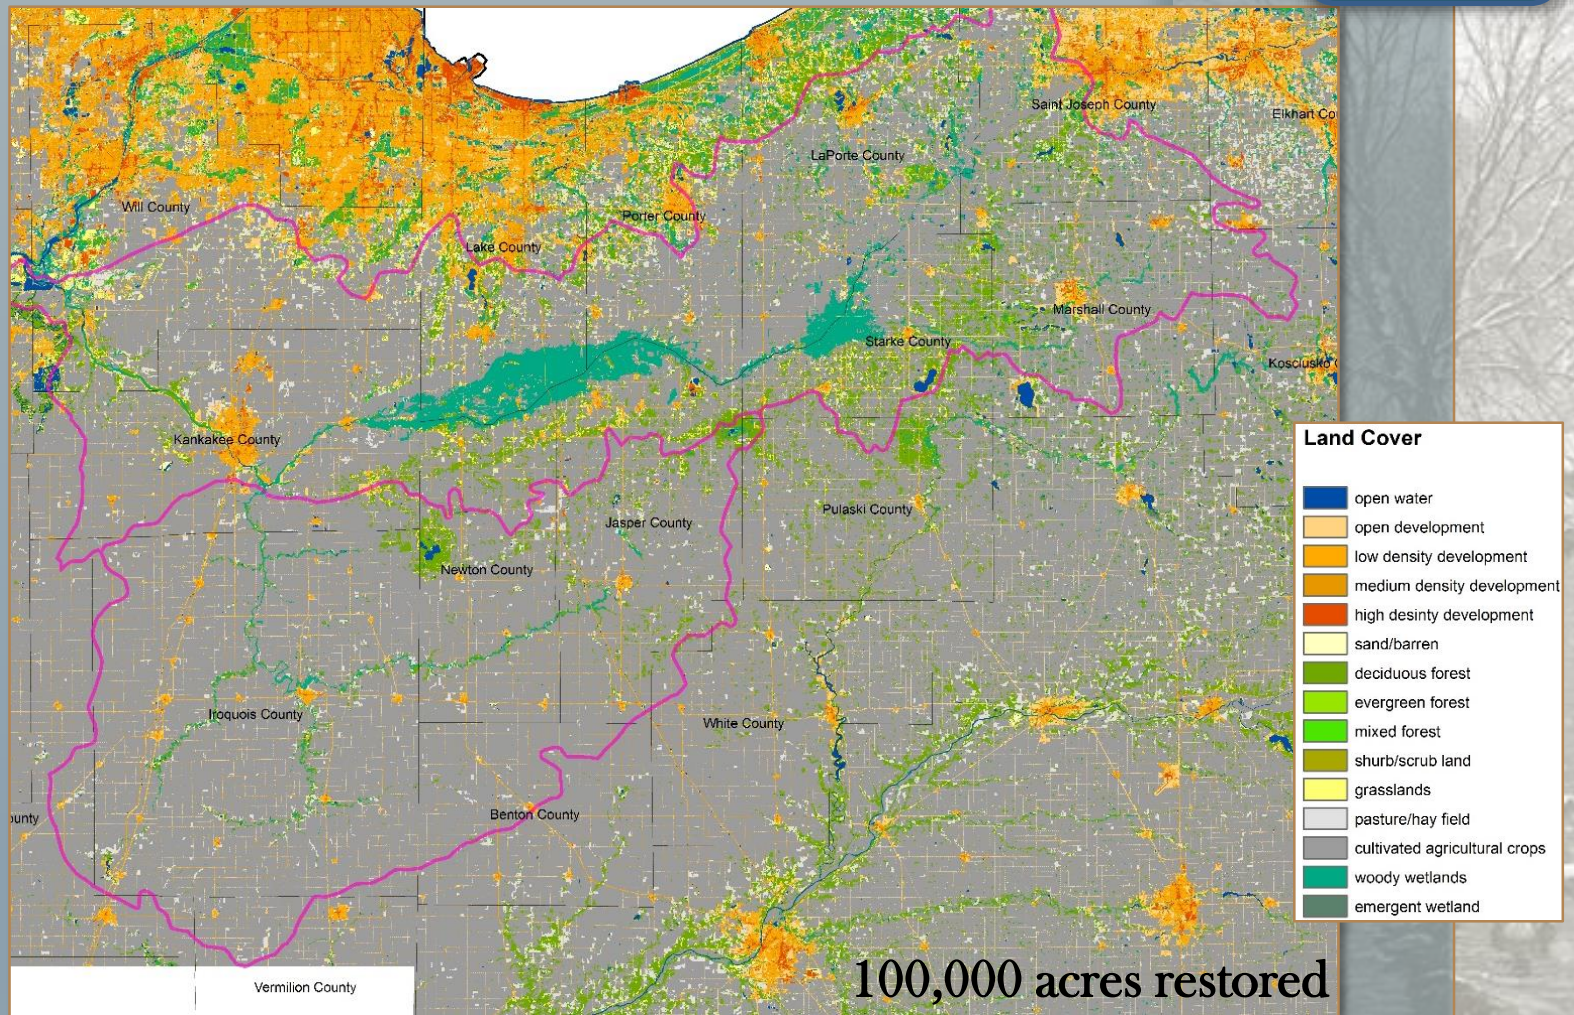 Saint Joseph County
Elkhart Co
LaPorte County
Will County
Porter County
Lake County
Marshall County
Starke County
Kosciusko C
Kankakee County
Pulaski County
Jasper County
Newton County
Iroquois County
White County
Benton County
ounty
Vermilion County
100,000 acres restored
Land Cover
open water
open development
low density development
medium density development
high desinty development
sand/barren
deciduous forest
evergreen forest
mixed forest
shurb/scrub land
grasslands
pasture/hay field
cultivated agricultural crops
woody wetlands
emergent wetland